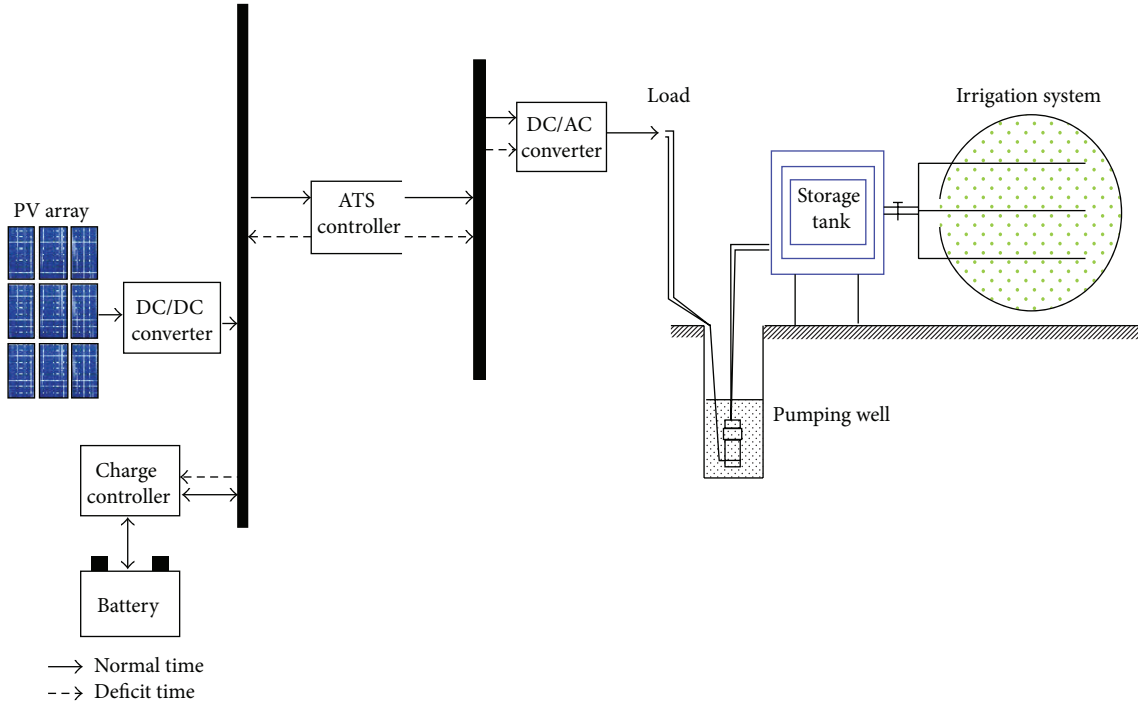 PV array
DC/DC
converter
Charge
controller
Battery
ATS
controller
DC/AC
converter
Load
Storage
tank
Irrigation system
Pumping well
Normal time
Deficit time